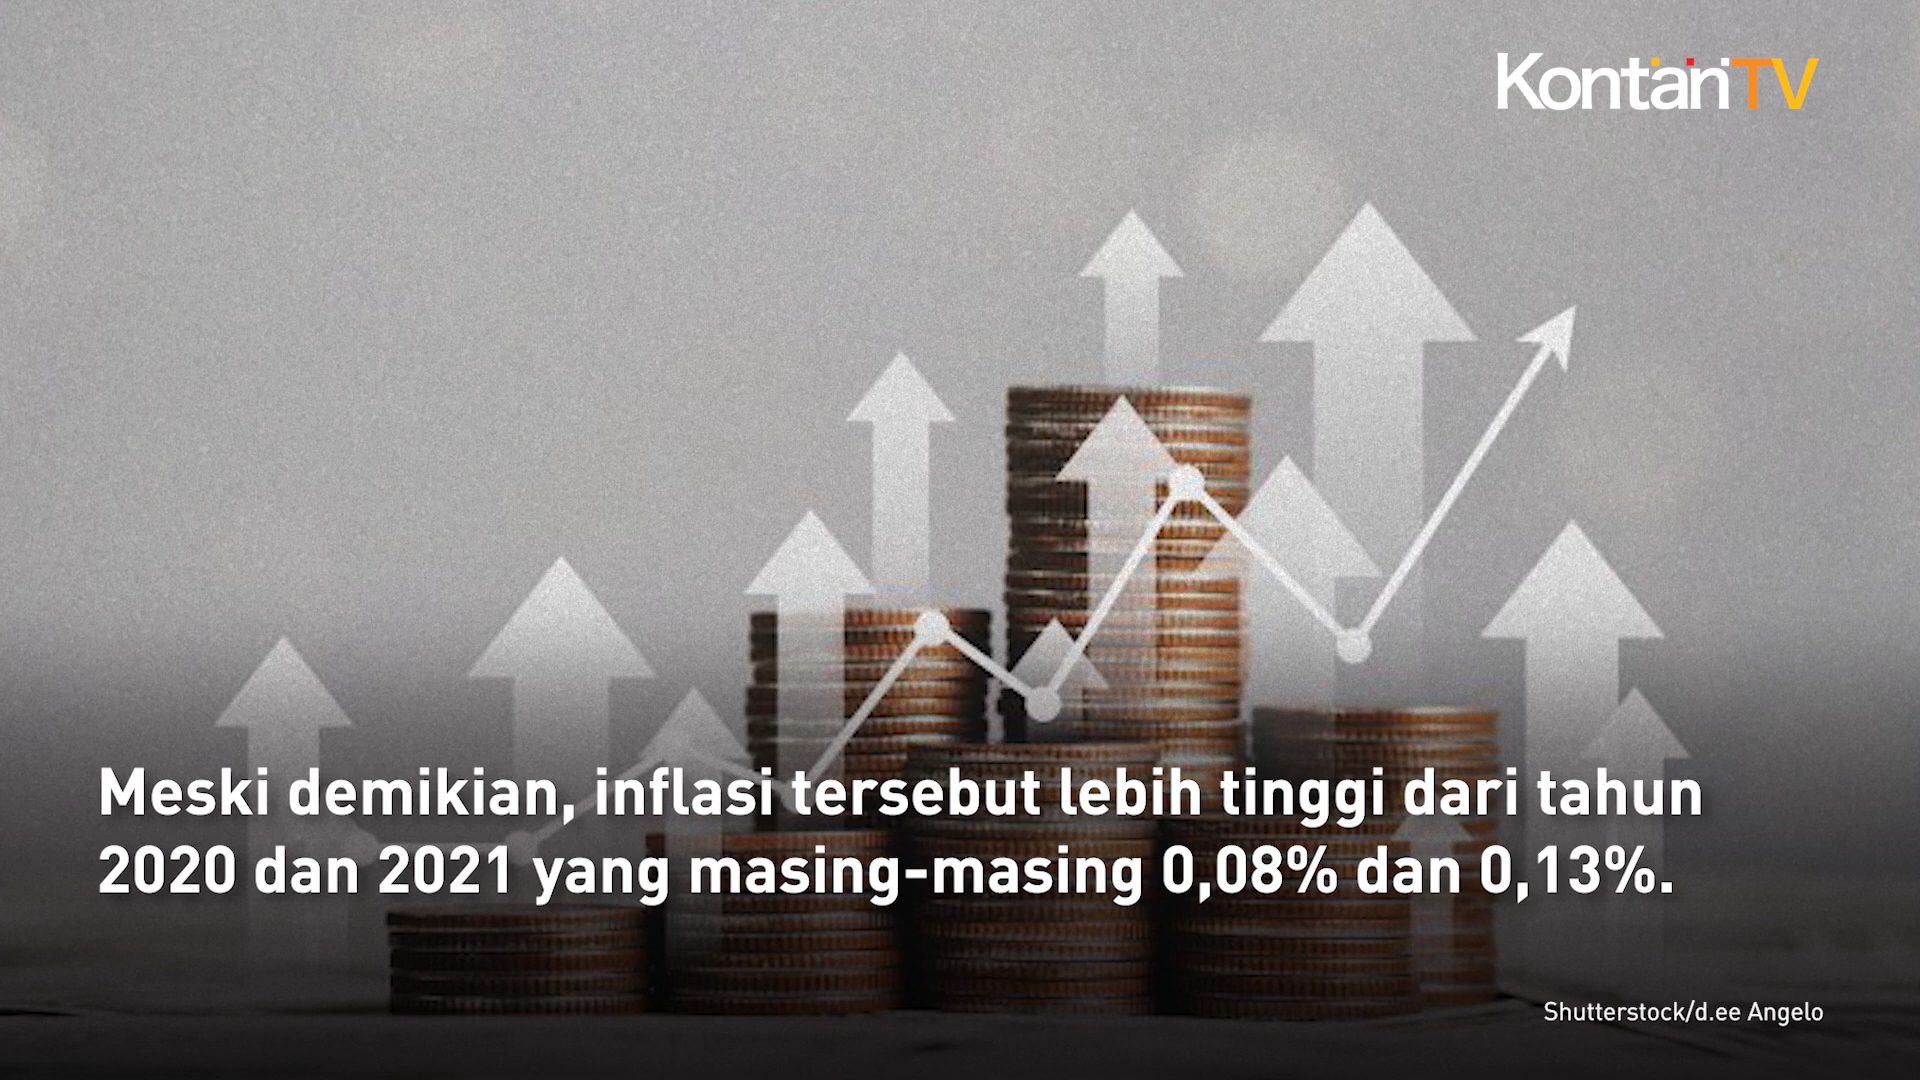 KontanTV
Meski demikian, inflasi tersebut lebih tinggi dari tahun
2020 dan 2021 yang masing-masing 0,08% dan 0,13%.
Shutterstock/d.ee Angelo